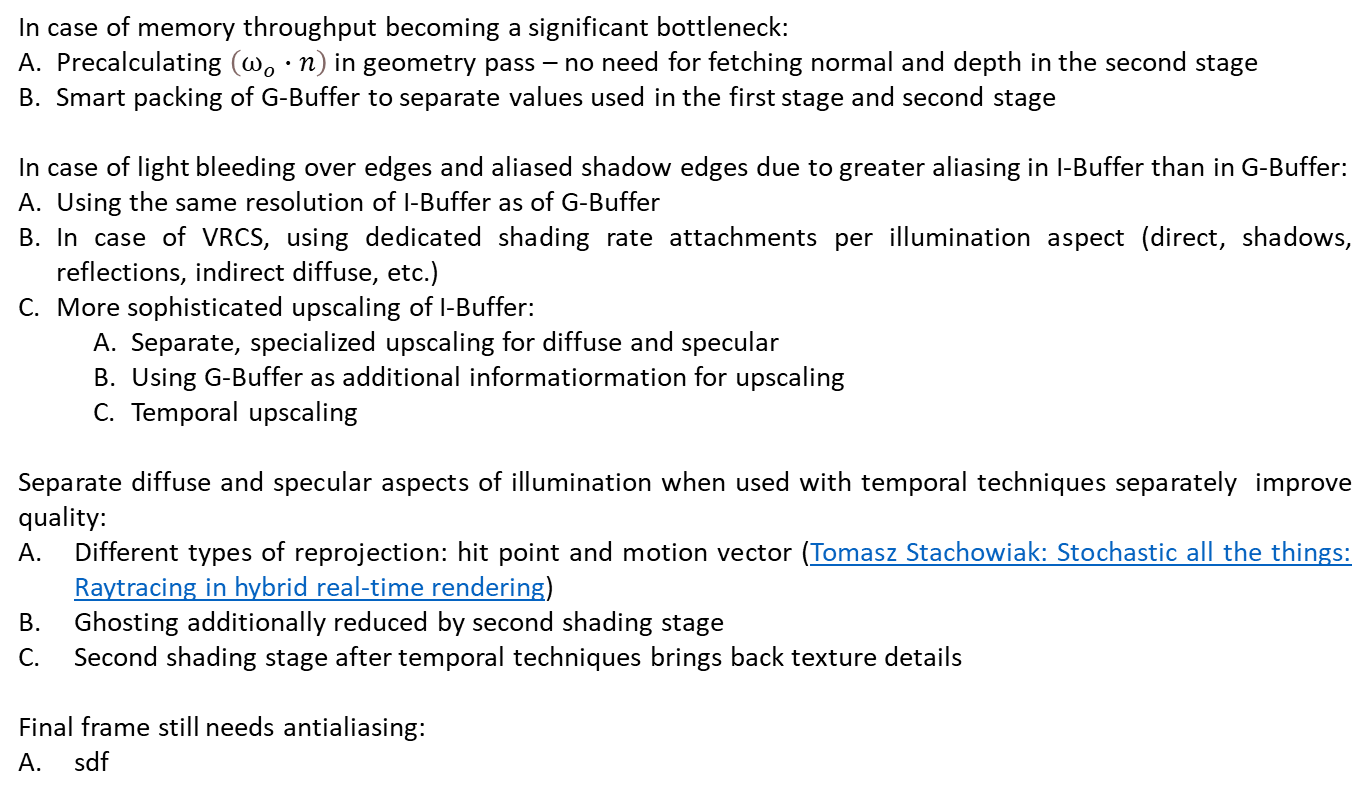 In case of memory throughput becoming a significant bottleneck:
A. Precalculating (ωₒ · n) in geometry pass – no need for fetching normal and depth in the second stage
B. Smart packing of G-Buffer to separate values used in the first stage and second stage
In case of light bleeding over edges and aliased shadow edges due to greater aliasing in I-Buffer than in G-Buffer:
A. Using the same resolution of I-Buffer as of G-Buffer
B. In case of VRCS, using dedicated shading rate attachments per illumination aspect (direct, shadows,
reflections, indirect diffuse, etc.)
C. More sophisticated upscaling of I-Buffer:
A. Separate, specialized upscaling for diffuse and specular
B. Using G-Buffer as additional informatiormation for upscaling
C. Temporal upscaling
Separate diffuse and specular aspects of illumination when used with temporal techniques separately improve
quality:
A. Different types of reprojection: hit point and motion vector (Tomasz Stachowiak: Stochastic all the things:
Raytracing in hybrid real-time rendering)
B. Ghosting additionally reduced by second shading stage
C. Second shading stage after temporal techniques brings back texture details
Final frame still needs antialiasing:
A. sdf